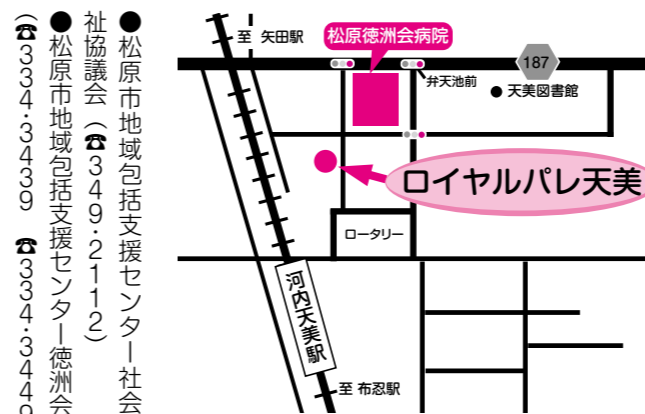 ●松原市地域包括支援センター社会
祉協議会（☎349・2112）
●松原市地域包括支援センター徳洲会
（☎334・3439　☎334・3449
至 矢田駅
松原徳洲会病院
187
弁天池前
● 天美図書館
ロイヤルパレ天美
ロータリー
河内天美駅
至 布忍駅